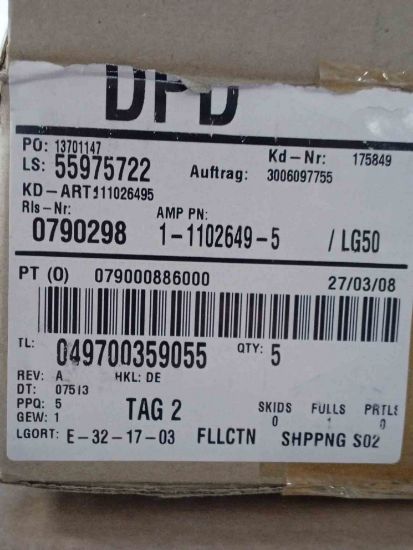 DPD
PO: 13701147
Kd-Nr: 175849
LS: 55975722
Auftrag: 3006097755
KD-ART: 111026495
Rls-Nr:
AMP PN:
0790298 1-1102649-5 /LG50
PT (0) 079000886000 27/03/08
TL: 049700359055 QTY: 5
REV: A HKL: DE
DT: 07513
PPQ: 5
GEW: 1
TAG 2
SKIDS FULLS PRTLS
0 1 0
LGORT: E-32-17-03 FLLCTN SHPPNG S02